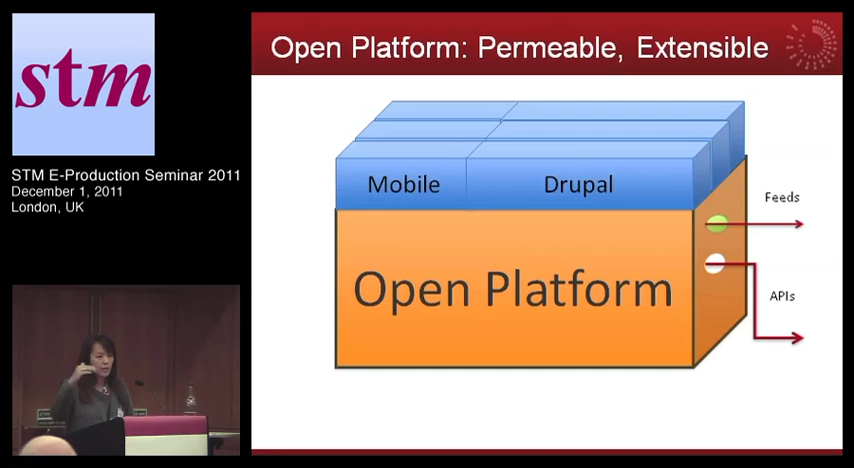 stm
STM E-Production Seminar 2011
December 1, 2011
London, UK
Open Platform: Permeable, Extensible
Mobile
Drupal
Open Platform
Feeds
APIs